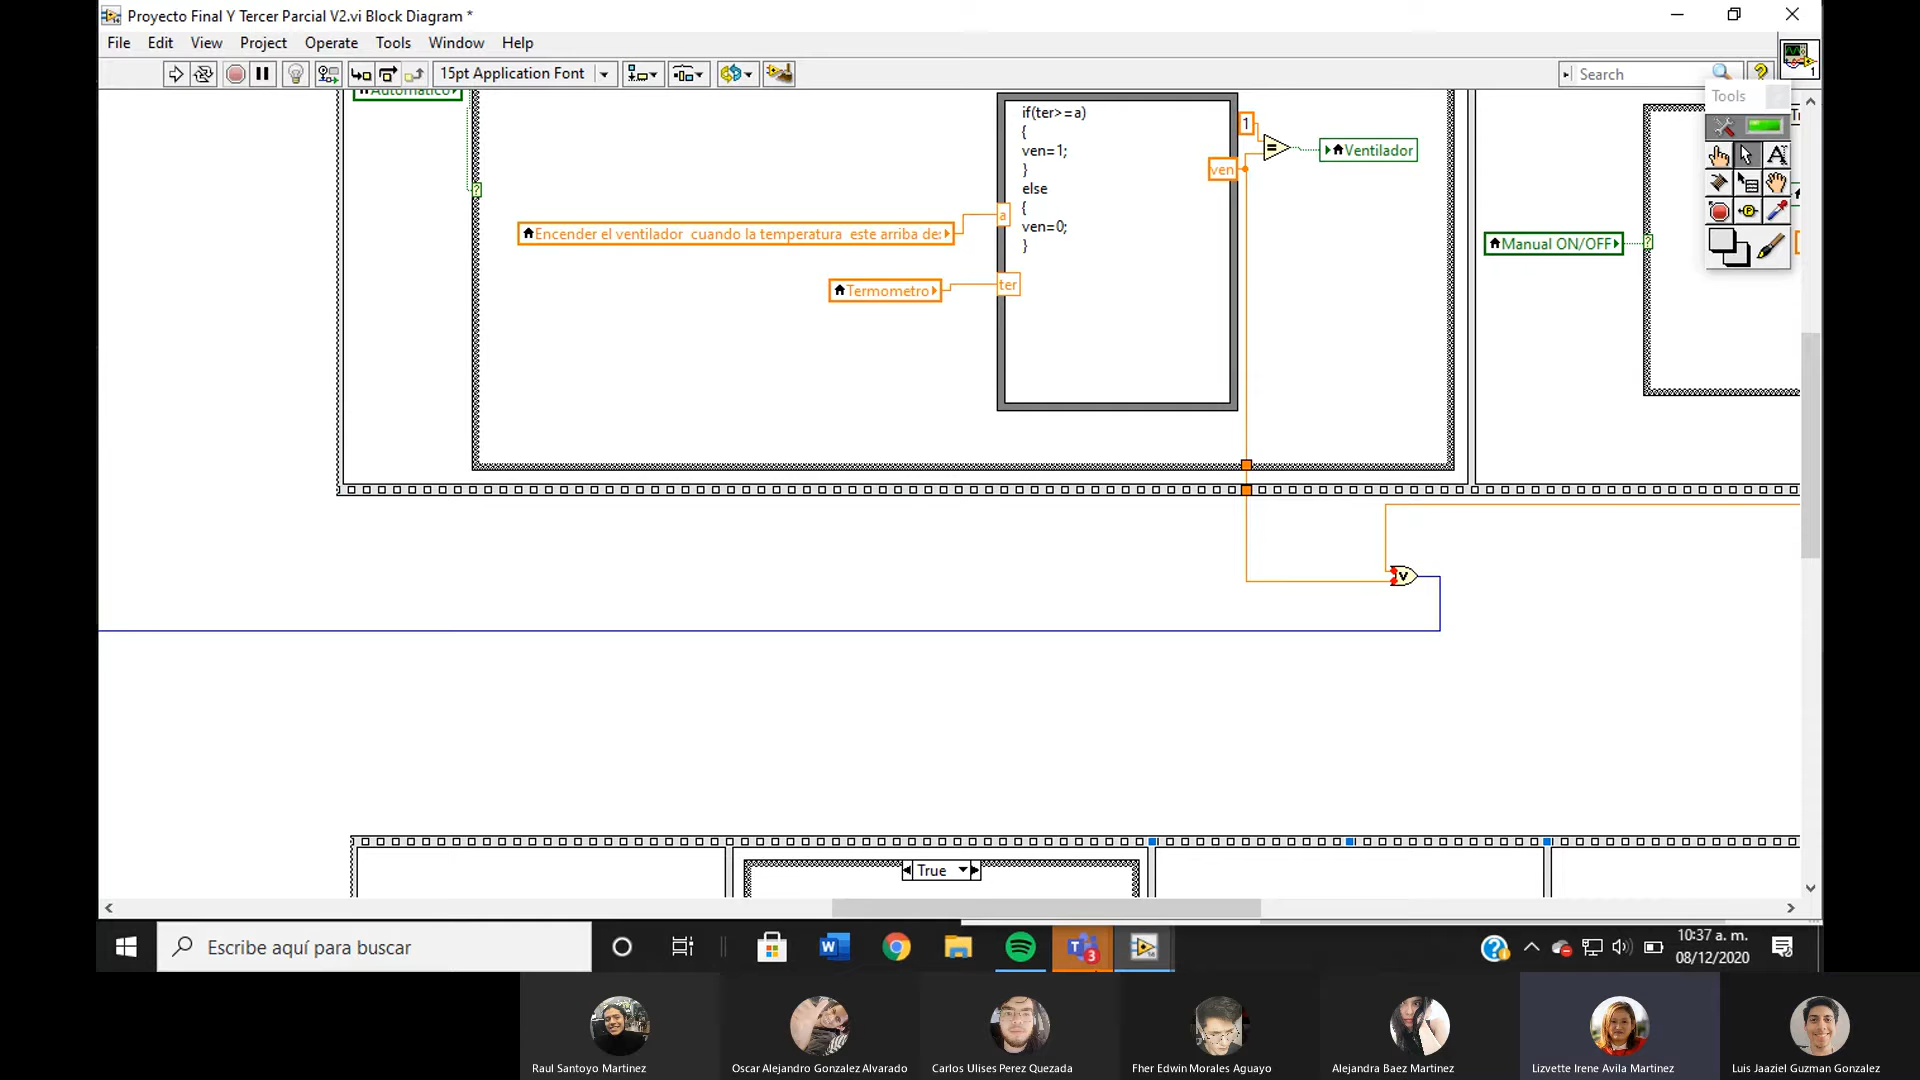 Proyecto Final Y Tercer Parcial V2.vi Block Diagram *
File Edit View Project Operate Tools Window Help
15pt Application Font
Search
?
1
Tools
Automatico
if(ter>=a)
{
ven=1;
}
else
{
ven=0;
}
1
ven
=
Ventilador
?
a
Encender el ventilador cuando la temperatura este arriba de:
Manual ON/OFF
?
Termometro
ter
V
True
Escribe aquí para buscar
3
10:37 a. m.
08/12/2020
Raul Santoyo Martinez
Oscar Alejandro Gonzalez Alvarado
Carlos Ulises Perez Quezada
Fher Edwin Morales Aguayo
Alejandra Baez Martinez
Lizvette Irene Avila Martinez
Luis Jaaziel Guzman Gonzalez